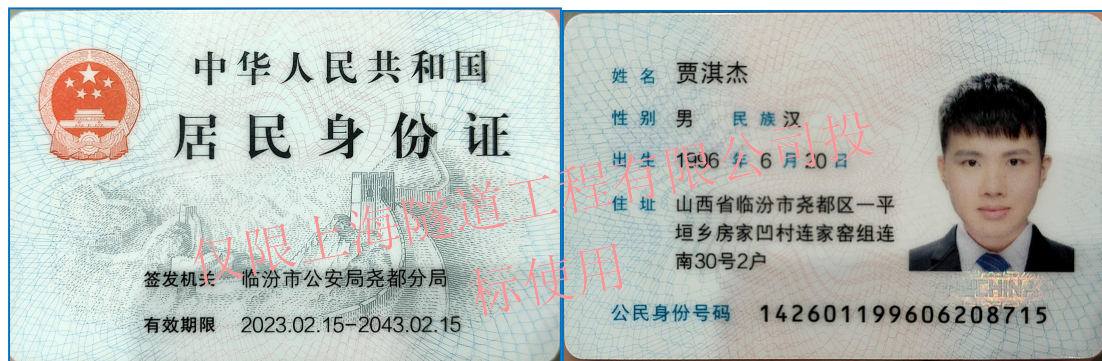 中华人民共和国
居民身份证
签发机关 临汾市公安局尧都分局
有效期限 2023.02.15-2043.02.15
姓名 贾淇杰
性别 男 民族 汉
出生 1996 年 6 月 20 日
住址 山西省临汾市尧都区一平
垣乡房家凹村连家窑组连
南30号2户
公民身份号码 142601199606208715
CHINA
仅限上海隧道工程有限公司投
标使用